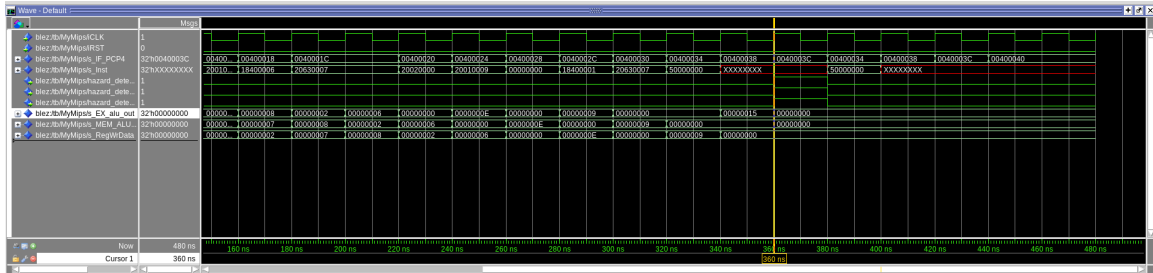 Wave - Default
Msgs
blez:/tb/MyMips/iCLK 1
blez:/tb/MyMips/iRST 0
blez:/tb/MyMips/s_IF_PCP4 32'h0040003C 00400... 00400018 0040001C 00400020 00400024 00400028 0040002C 00400030 00400034 00400038 0040003C 00400034 00400038 0040003C 00400040
blez:/tb/MyMips/s_Inst 32'hXXXXXXXX 20010... 18400006 20630007 20020000 20010009 00000000 18400001 20630007 50000000 XXXXXXXX 50000000 XXXXXXXX
blez:/tb/MyMips/hazard_dete... 1
blez:/tb/MyMips/hazard_dete... 1
blez:/tb/MyMips/hazard_dete... 1
blez:/tb/MyMips/s_EX_alu_out 32'h00000000 00000... 00000008 00000002 00000006 00000000 0000000E 00000000 00000009 00000000 00000015 00000000
blez:/tb/MyMips/s_MEM_ALU... 32'h00000000 00000... 00000007 00000008 00000002 00000006 00000000 0000000E 00000000 00000009 00000000 00000000
blez:/tb/MyMips/s_RegWrData 32'h00000000 00000... 00000002 00000007 00000008 00000002 00000006 00000000 0000000E 00000000 00000009 00000000
Now 480 ns 160 ns 180 ns 200 ns 220 ns 240 ns 260 ns 280 ns 300 ns 320 ns 340 ns 360 ns 380 ns 400 ns 420 ns 440 ns 460 ns 480 ns
Cursor 1 360 ns 360 ns